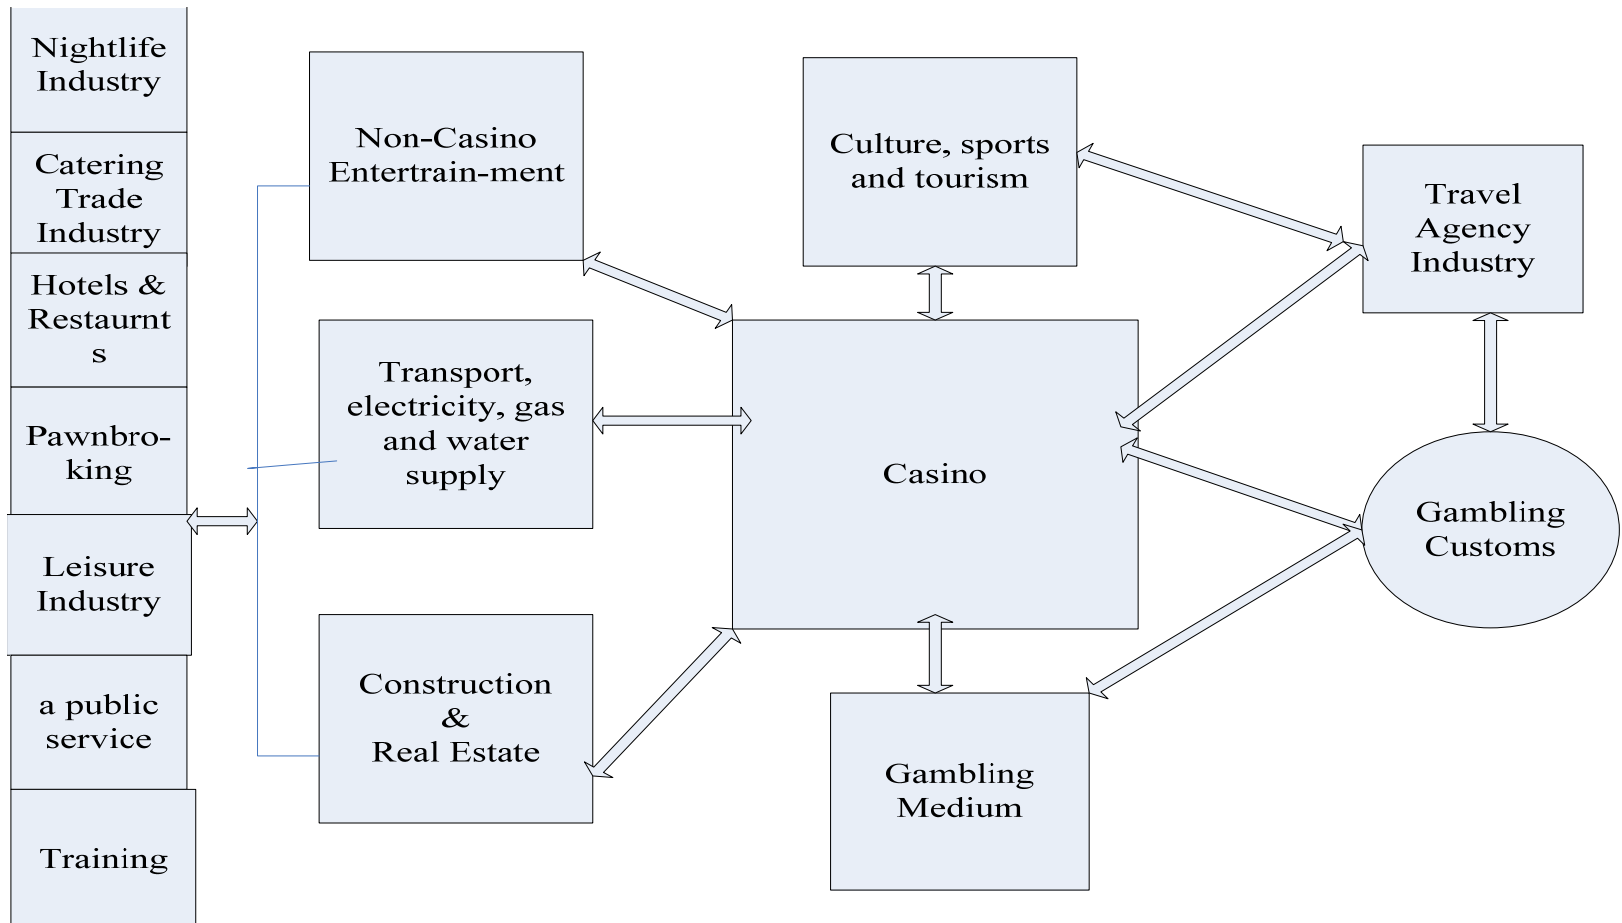 Nightlife
Industry
Catering
Trade
Industry
Hotels &
Restaurnt
s
Pawnbro-
king
Leisure
Industry
a public
service
Training
Non-Casino
Entertrain-ment
Transport,
electricity, gas
and water
supply
Construction
&
Real Estate
Culture, sports
and tourism
Casino
Gambling
Medium
Travel
Agency
Industry
Gambling
Customs